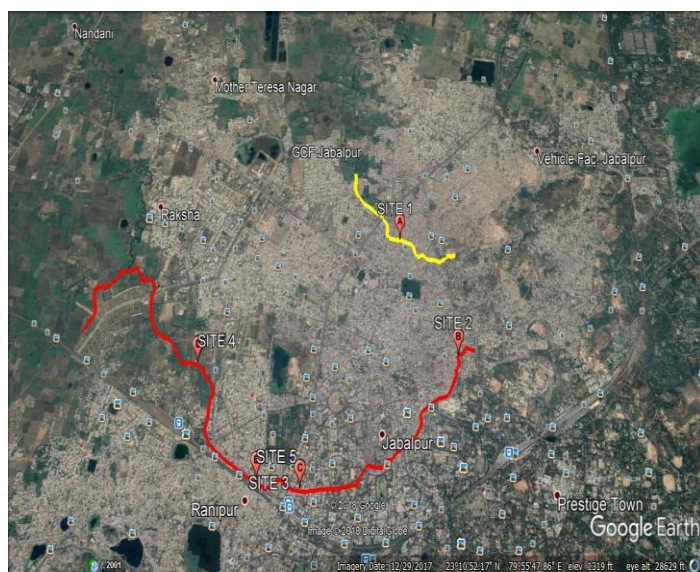 Nandani
Mother Teresa Nagar
GCF Jabalpur
Vehicle Fac. Jabalpur
Raksha
SITE 1
A
SITE 2
B
SITE 4
SITE 5
C
SITE 3
Jabalpur
Ranipur
Prestige Town
© 2018 Google
Image © 2018 DigitalGlobe
Google Earth
2001
Imagery Date: 12/29/2017 23°10'52.17" N 79°55'47.86" E elev 1319 ft eye alt 28629 ft